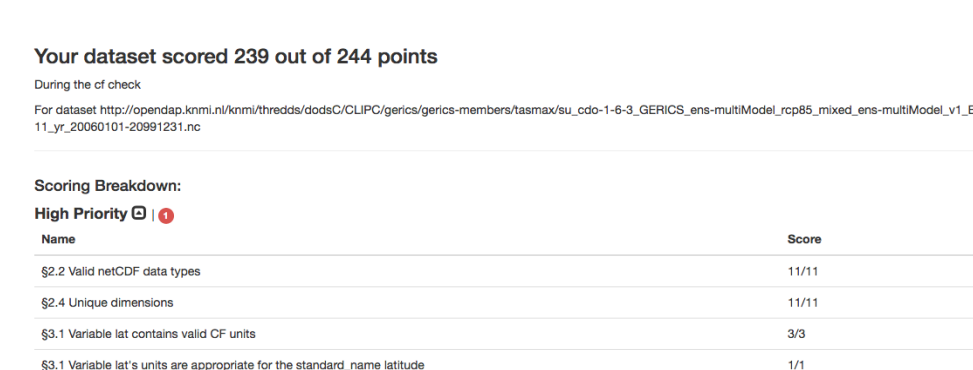 Your dataset scored 239 out of 244 points
During the cf check
For dataset http://opendap.knmi.nl/knmi/thredds/dodsC/CLIPC/gerics/gerics-members/tasmax/su_cdo-1-6-3_GERICS_ens-multiModel_rcp85_mixed_ens-multiModel_v1_E
11_yr_20060101-20991231.nc
Scoring Breakdown:
High Priority | 1
Name Score
§2.2 Valid netCDF data types 11/11
§2.4 Unique dimensions 11/11
§3.1 Variable lat contains valid CF units 3/3
§3.1 Variable lat's units are appropriate for the standard_name latitude 1/1